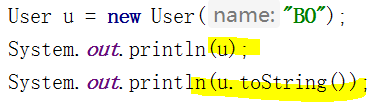 User u = new User( name: "BO");
System.out.println(u);
System.out.println(u.toString());